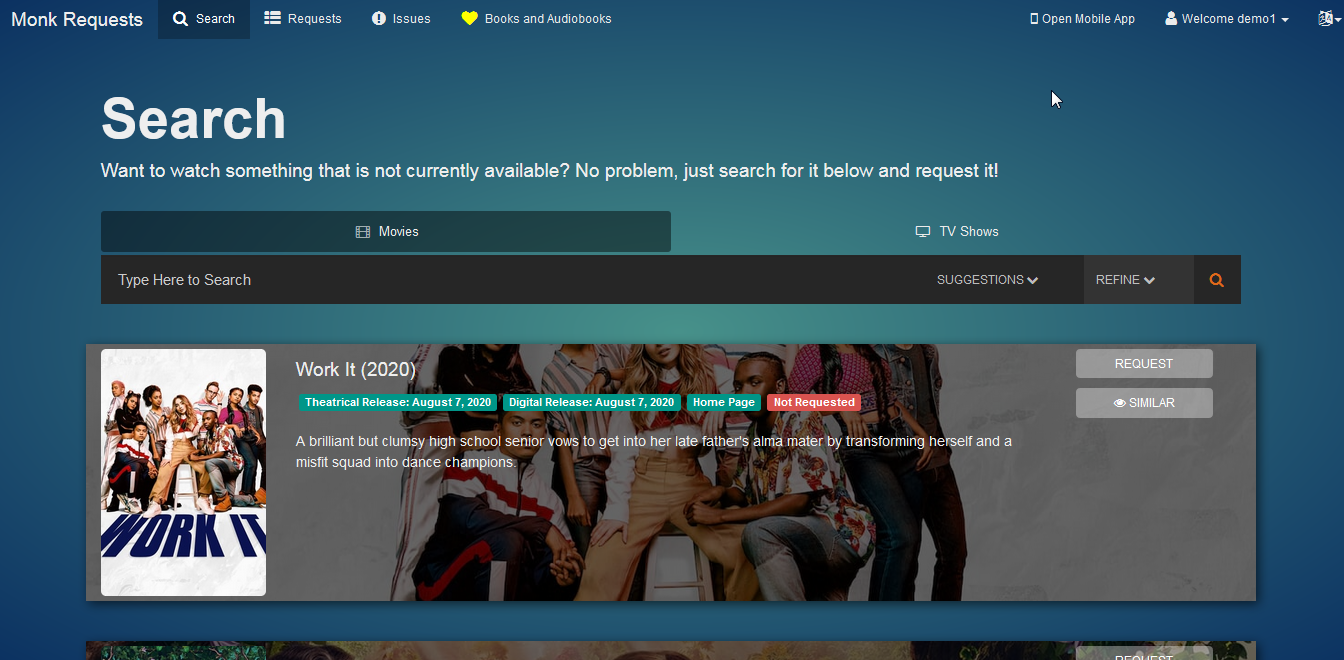 Monk Requests Search Requests Issues Books and Audiobooks Open Mobile App Welcome demo1
Search
Want to watch something that is not currently available? No problem, just search for it below and request it!
Movies TV Shows
Type Here to Search SUGGESTIONS REFINE
Work It (2020) REQUEST
Theatrical Release: August 7, 2020 Digital Release: August 7, 2020 Home Page Not Requested SIMILAR
A brilliant but clumsy high school senior vows to get into her late father's alma mater by transforming herself and a
misfit squad into dance champions.
WORK IT
REQUEST